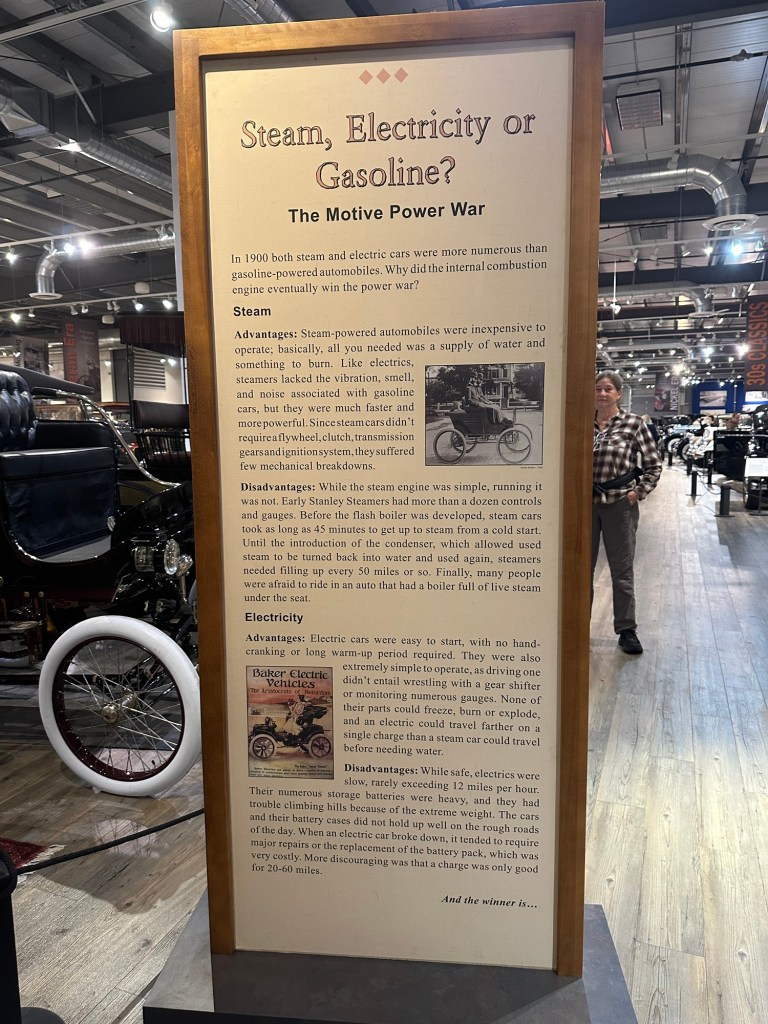 Steam, Electricity or
Gasoline?
The Motive Power War
In 1900 both steam and electric cars were more numerous than
gasoline-powered automobiles. Why did the internal combustion
engine eventually win the power war?
Steam
Advantages: Steam-powered automobiles were inexpensive to
operate; basically, all you needed was a supply of water and
something to burn. Like electrics,
steamers lacked the vibration, smell,
and noise associated with gasoline
cars, but they were much faster and
more powerful. Since steam cars didn't
require a flywheel, clutch, transmission
gears and ignition system, they suffered
few mechanical breakdowns.
Disadvantages: While the steam engine was simple, running it
was not. Early Stanley Steamers had more than a dozen controls
and gauges. Before the flash boiler was developed, steam cars
took as long as 45 minutes to get up to steam from a cold start.
Until the introduction of the condenser, which allowed used
steam to be turned back into water and used again, steamers
needed filling up every 50 miles or so. Finally, many people
were afraid to ride in an auto that had a boiler full of live steam
under the seat.
Electricity
Advantages: Electric cars were easy to start, with no hand-
cranking or long warm-up period required. They were also
extremely simple to operate, as driving one
didn't entail wrestling with a gear shifter
or monitoring numerous gauges. None of
their parts could freeze, burn or explode,
and an electric could travel farther on a
single charge than a steam car could travel
before needing water.
Baker Electric
Vehicles
The Aristocrats of Motordom
Disadvantages: While safe, electrics were
slow, rarely exceeding 12 miles per hour.
Their numerous storage batteries were heavy, and they had
trouble climbing hills because of the extreme weight. The cars
and their battery cases did not hold up well on the rough roads
of the day. When an electric car broke down, it tended to require
major repairs or the replacement of the battery pack, which was
very costly. More discouraging was that a charge was only good
for 20-60 miles.
And the winner is...
30s CLASSICS
Era